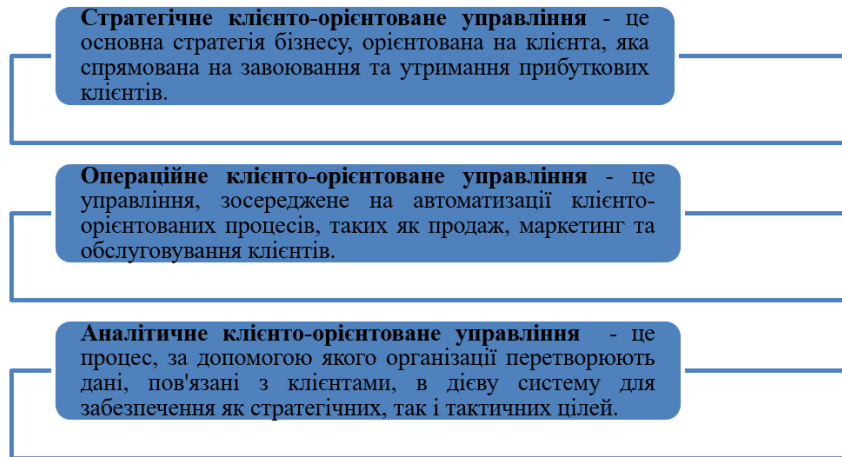 Стратегічне клієнто-орієнтоване управління - це
основна стратегія бізнесу, орієнтована на клієнта, яка
спрямована на завоювання та утримання прибуткових
клієнтів.
Операційне клієнто-орієнтоване управління - це
управління, зосереджене на автоматизації клієнто-
орієнтованих процесів, таких як продаж, маркетинг та
обслуговування клієнтів.
Аналітичне клієнто-орієнтоване управління - це
процес, за допомогою якого організації перетворюють
дані, пов'язані з клієнтами, в дієву систему для
забезпечення як стратегічних, так і тактичних цілей.